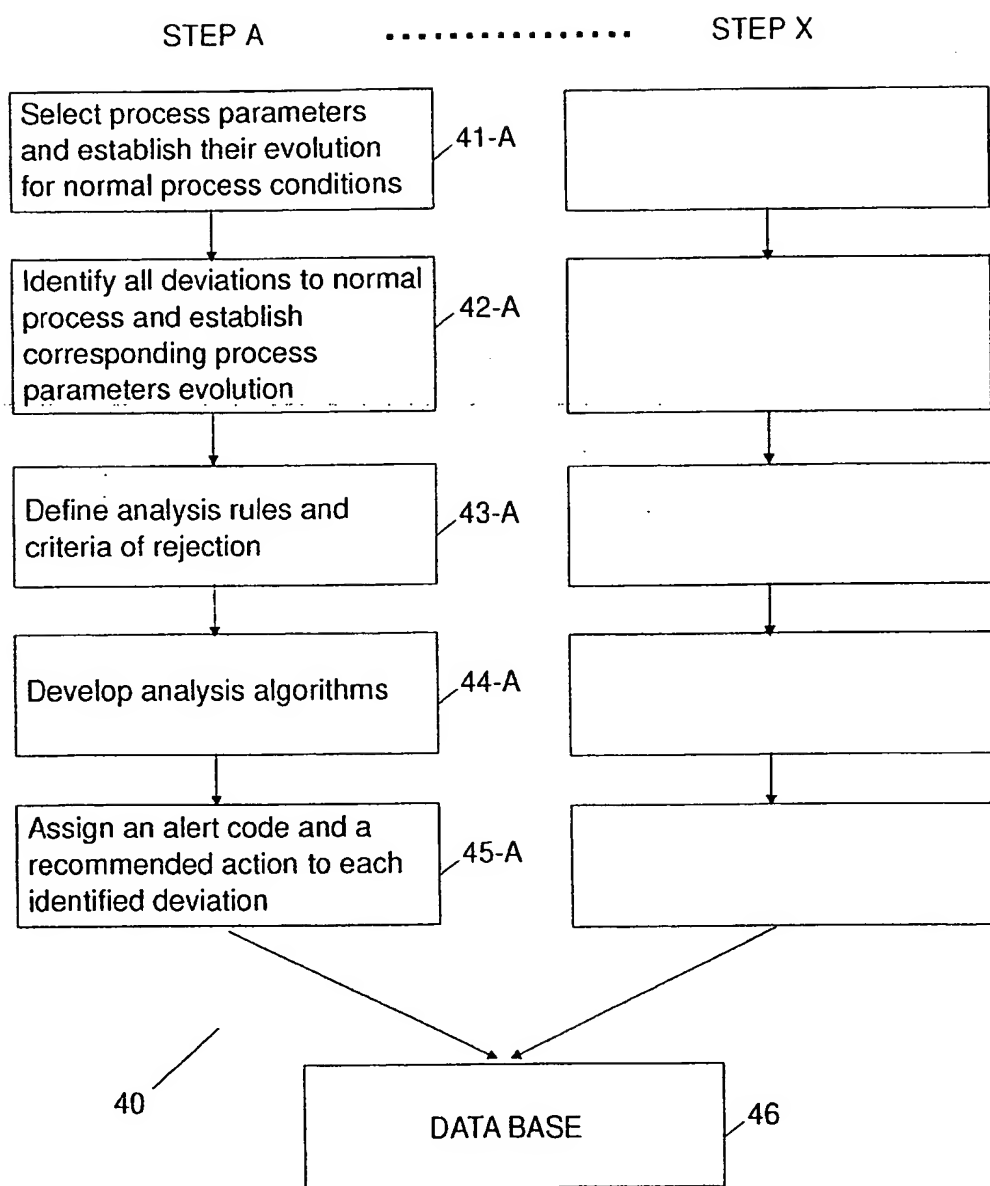 STEP A ............... STEP X
Select process parameters
and establish their evolution
for normal process conditions
41-A
Identify all deviations to normal
process and establish
corresponding process
parameters evolution
42-A
Define analysis rules and
criteria of rejection
43-A
Develop analysis algorithms
44-A
Assign an alert code and a
recommended action to each
identified deviation
45-A
40
DATA BASE
46